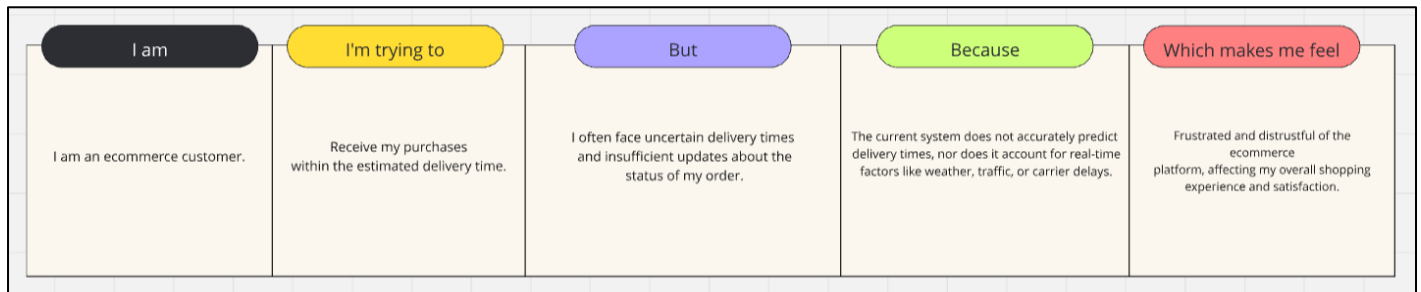 I am
I'm trying to
But
Because
Which makes me feel
I am an ecommerce customer.
Receive my purchases
within the estimated delivery time.
I often face uncertain delivery times
and insufficient updates about the
status of my order.
The current system does not accurately predict
delivery times, nor does it account for real-time
factors like weather, traffic, or carrier delays.
Frustrated and distrustful of the
ecommerce
platform, affecting my overall shopping
experience and satisfaction.